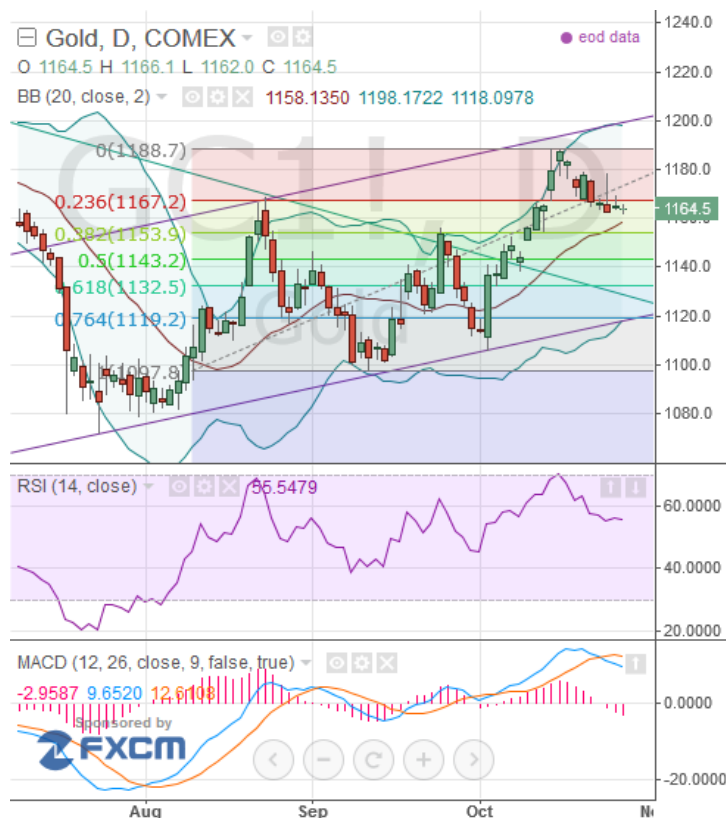 Gold, D, COMEX
eod data
O 1164.5 H 1166.1 L 1162.0 C 1164.5
BB (20, close, 2) 1158.1350 1198.1722 1118.0978
GC1!, D
Gold
0(1188.7)
0.236(1167.2)
0.382(1153.9)
0.5(1143.2)
618(1132.5)
0.764(1119.2)
1(1097.8)
1240.0
1220.0
1200.0
1180.0
1164.5
1140.0
1120.0
1100.0
1080.0
RSI (14, close) 55.5479
60.0000
40.0000
20.0000
MACD (12, 26, close, 9, false, true)
-2.9587 9.6520 12.6108
0.0000
-20.0000
Sponsored by
FXCM
Aug Sep Oct